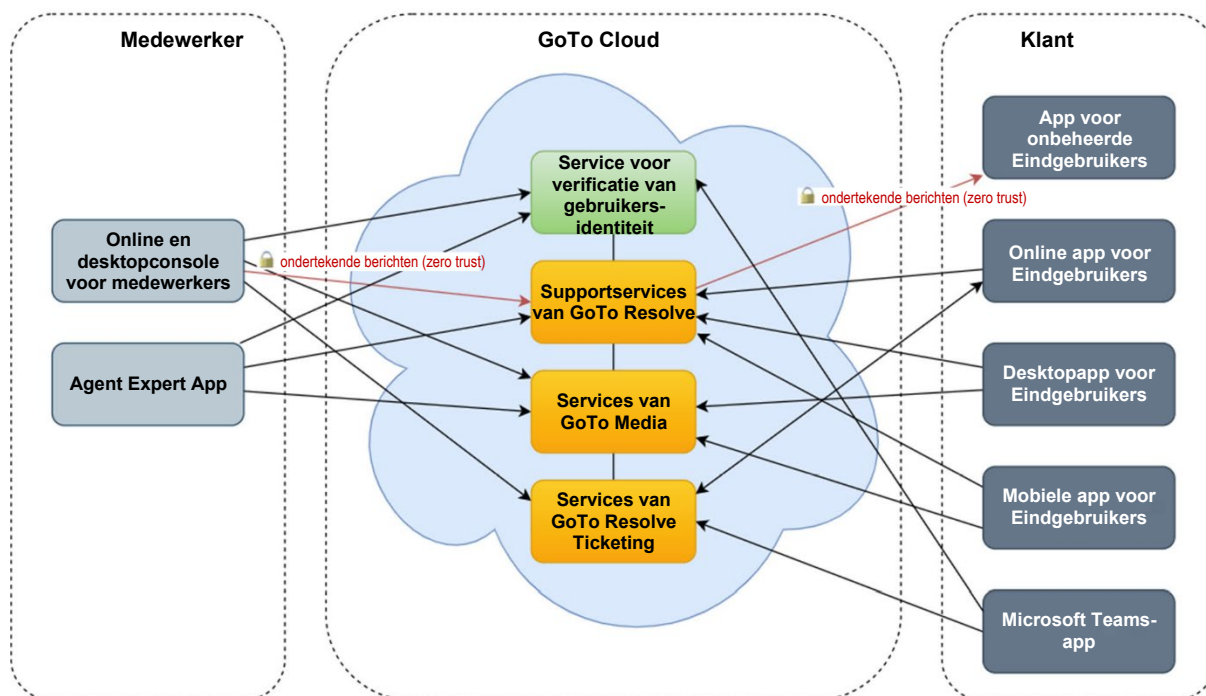 Medewerker
GoTo Cloud
Klant
App voor
onbeheerde
Eindgebruikers
Service voor
verificatie van
gebruikers-
identiteit
ondertekende berichten (zero trust)
Online en
desktopconsole
voor medewerkers
ondertekende berichten (zero trust)
Online app voor
Eindgebruikers
Supportservices
van GoTo Resolve
Agent Expert App
Desktopapp voor
Eindgebruikers
Services van
GoTo Media
Mobiele app voor
Eindgebruikers
Services van
GoTo Resolve
Ticketing
Microsoft Teams-
app